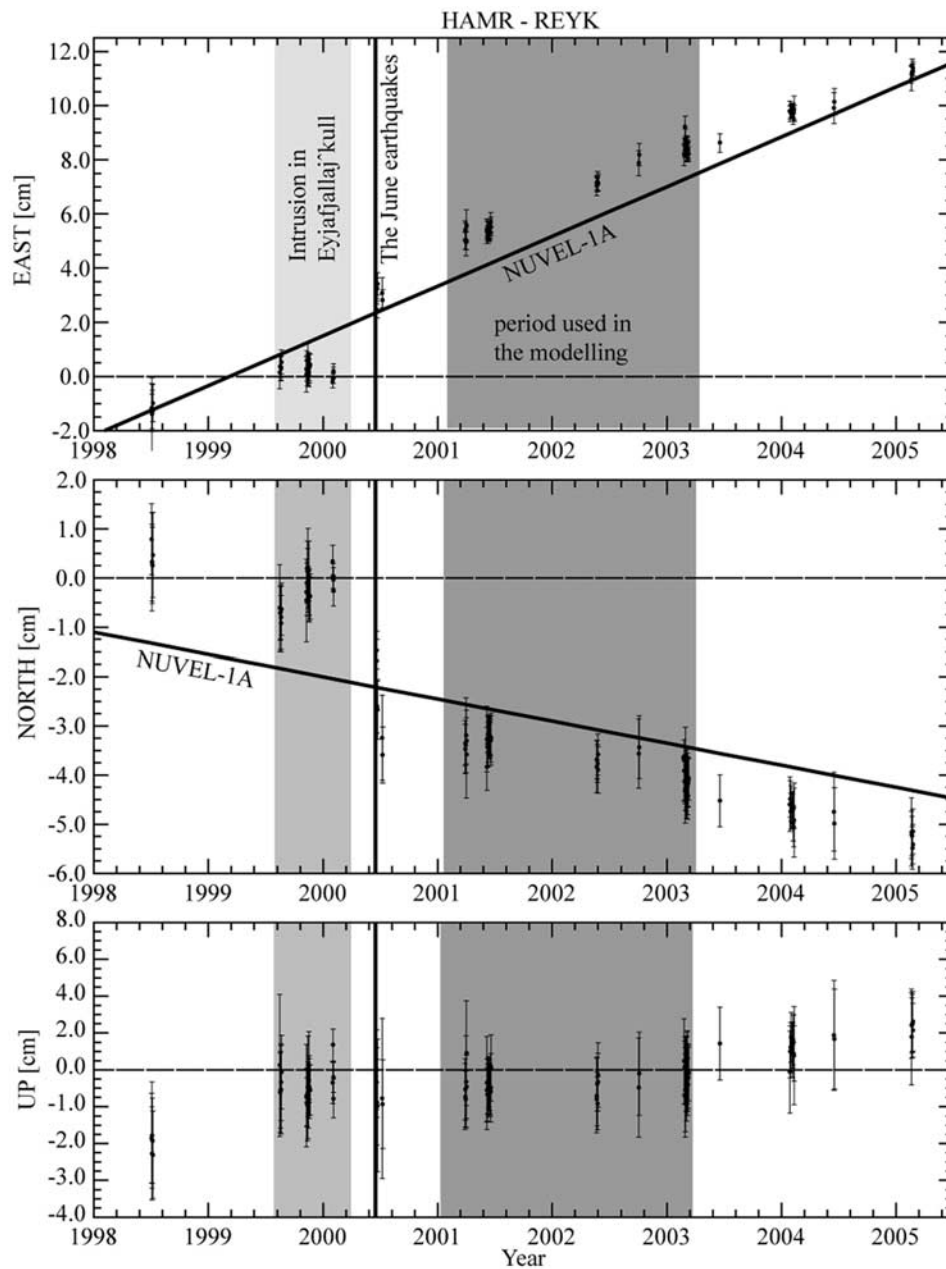 HAMR - REYK
12.0
10.0
8.0
6.0
4.0
2.0
0.0
-2.0
EAST [cm]
Intrusion in
Eyjafjallaj^kull
The June earthquakes
NUVEL-1A
period used in
the modelling
1998 1999 2000 2001 2002 2003 2004 2005
2.0
1.0
0.0
-1.0
-2.0
-3.0
-4.0
-5.0
-6.0
NORTH [cm]
NUVEL-1A
1998 1999 2000 2001 2002 2003 2004 2005
8.0
6.0
4.0
2.0
0.0
-1.0
-2.0
-3.0
-4.0
UP [cm]
1998 1999 2000 2001 2002 2003 2004 2005
Year